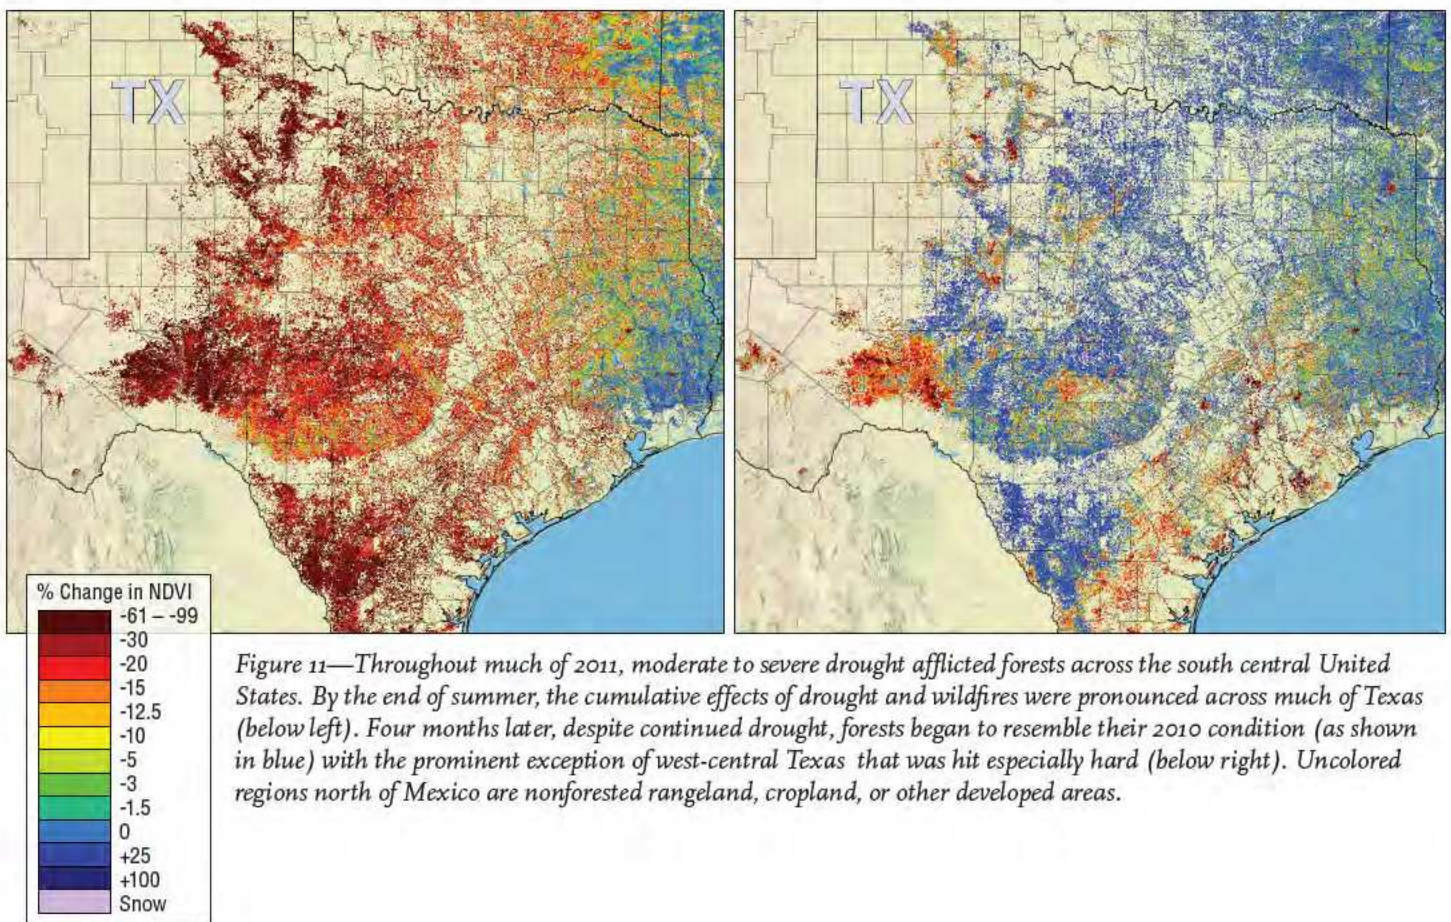 TX
TX
% Change in NDVI
-61 – -99
-30
-20
-15
-12.5
-10
-5
-3
-1.5
0
+25
+100
Snow
Figure 11—Throughout much of 2011, moderate to severe drought afflicted forests across the south central United
States. By the end of summer, the cumulative effects of drought and wildfires were pronounced across much of Texas
(below left). Four months later, despite continued drought, forests began to resemble their 2010 condition (as shown
in blue) with the prominent exception of west-central Texas that was hit especially hard (below right). Uncolored
regions north of Mexico are nonforested rangeland, cropland, or other developed areas.